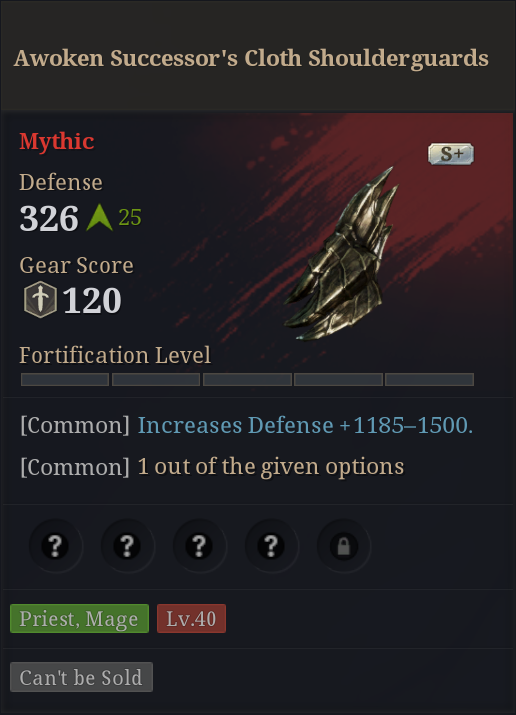 Awoken Successor's Cloth Shoulderguards
Mythic
S+
Defense
326 25
Gear Score
120
Fortification Level
[Common] Increases Defense +1185–1500.
[Common] 1 out of the given options
? ? ? ?
Priest, Mage Lv.40
Can't be Sold